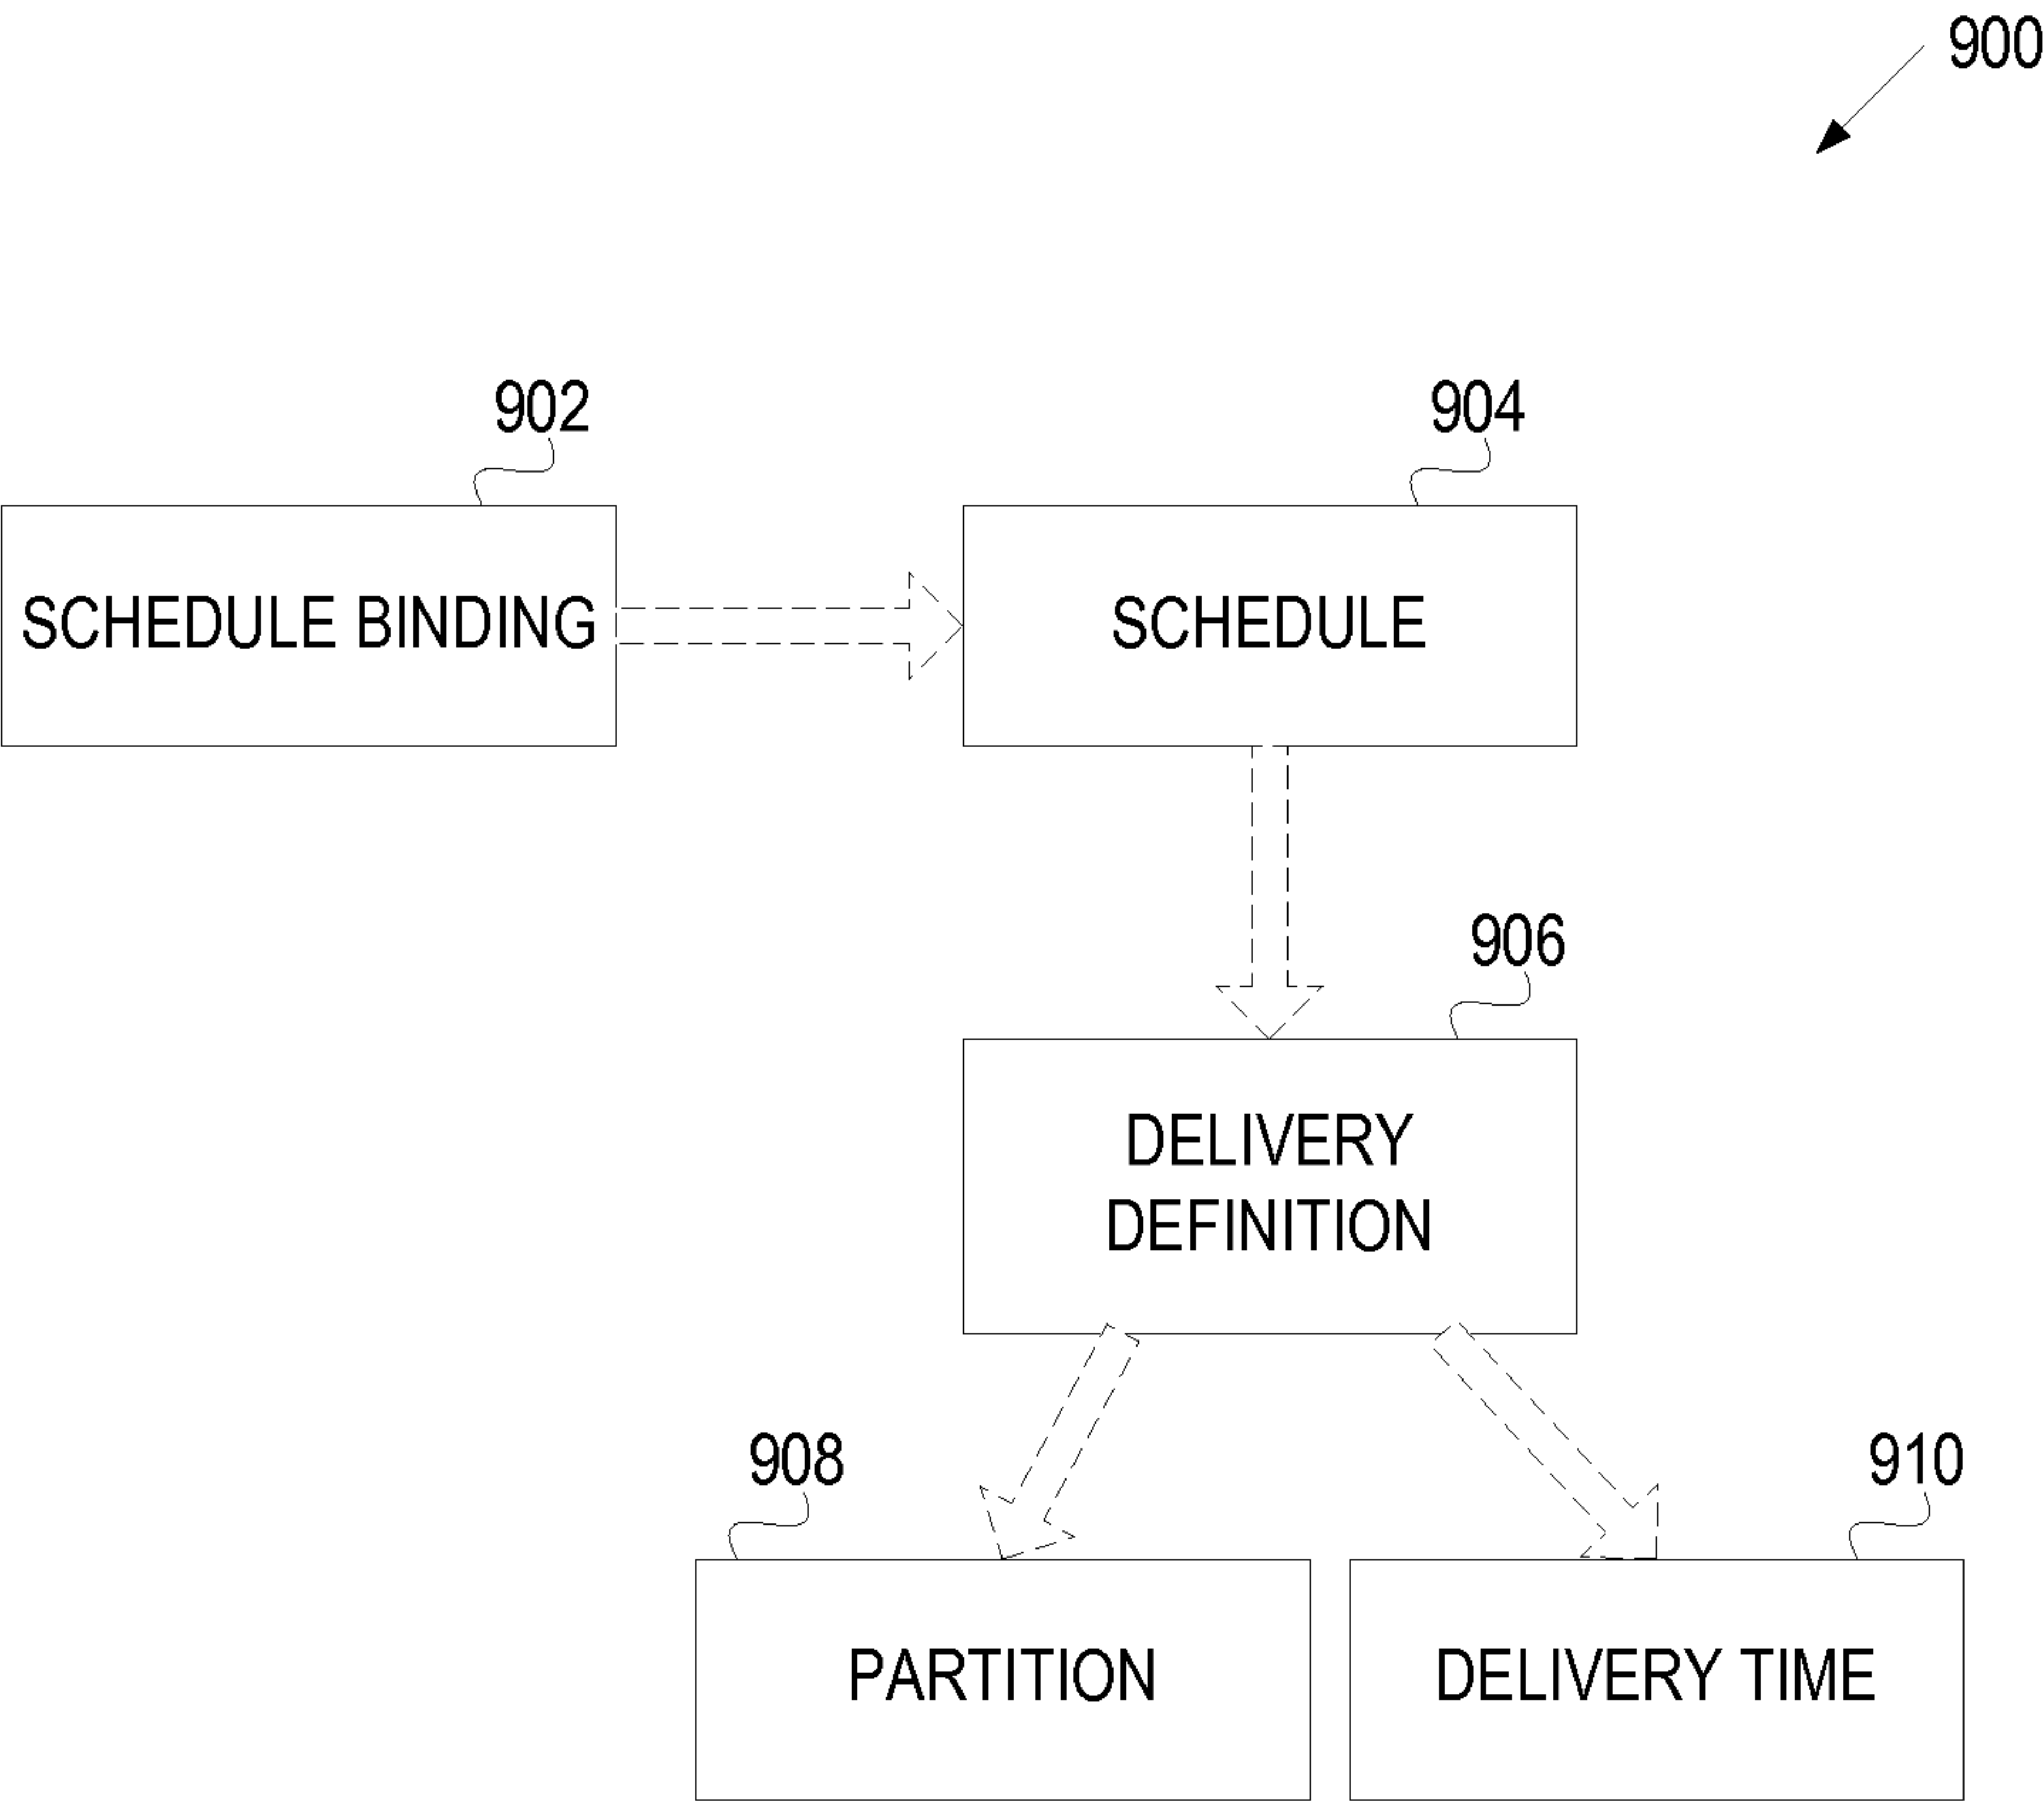 900
902
904
SCHEDULE BINDING
SCHEDULE
906
DELIVERY
DEFINITION
908
910
PARTITION
DELIVERY TIME